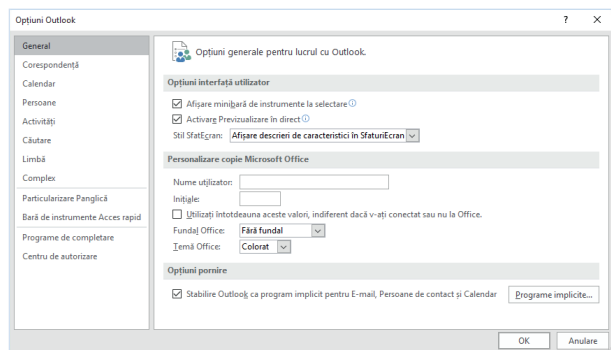 Opțiuni Outlook
?
General
Corespondență
Calendar
Persoane
Activități
Căutare
Limbă
Complex
Particularizare Panglică
Bară de instrumente Acces rapid
Programe de completare
Centru de autorizare
Opțiuni generale pentru lucrul cu Outlook.
Opțiuni interfață utilizator
Afișare minibară de instrumente la selectare
Activare Previzualizare în direct
Stil SfatEcran: Afișare descrieri de caracteristici în SfaturiEcran
Personalizare copie Microsoft Office
Nume utilizator:
Inițiale:
Utilizați întotdeauna aceste valori, indiferent dacă v-ați conectat sau nu la Office.
Fundal Office: Fără fundal
Temă Office: Colorat
Opțiuni pornire
Stabilire Outlook ca program implicit pentru E-mail, Persoane de contact și Calendar
Programe implicite...
OK
Anulare